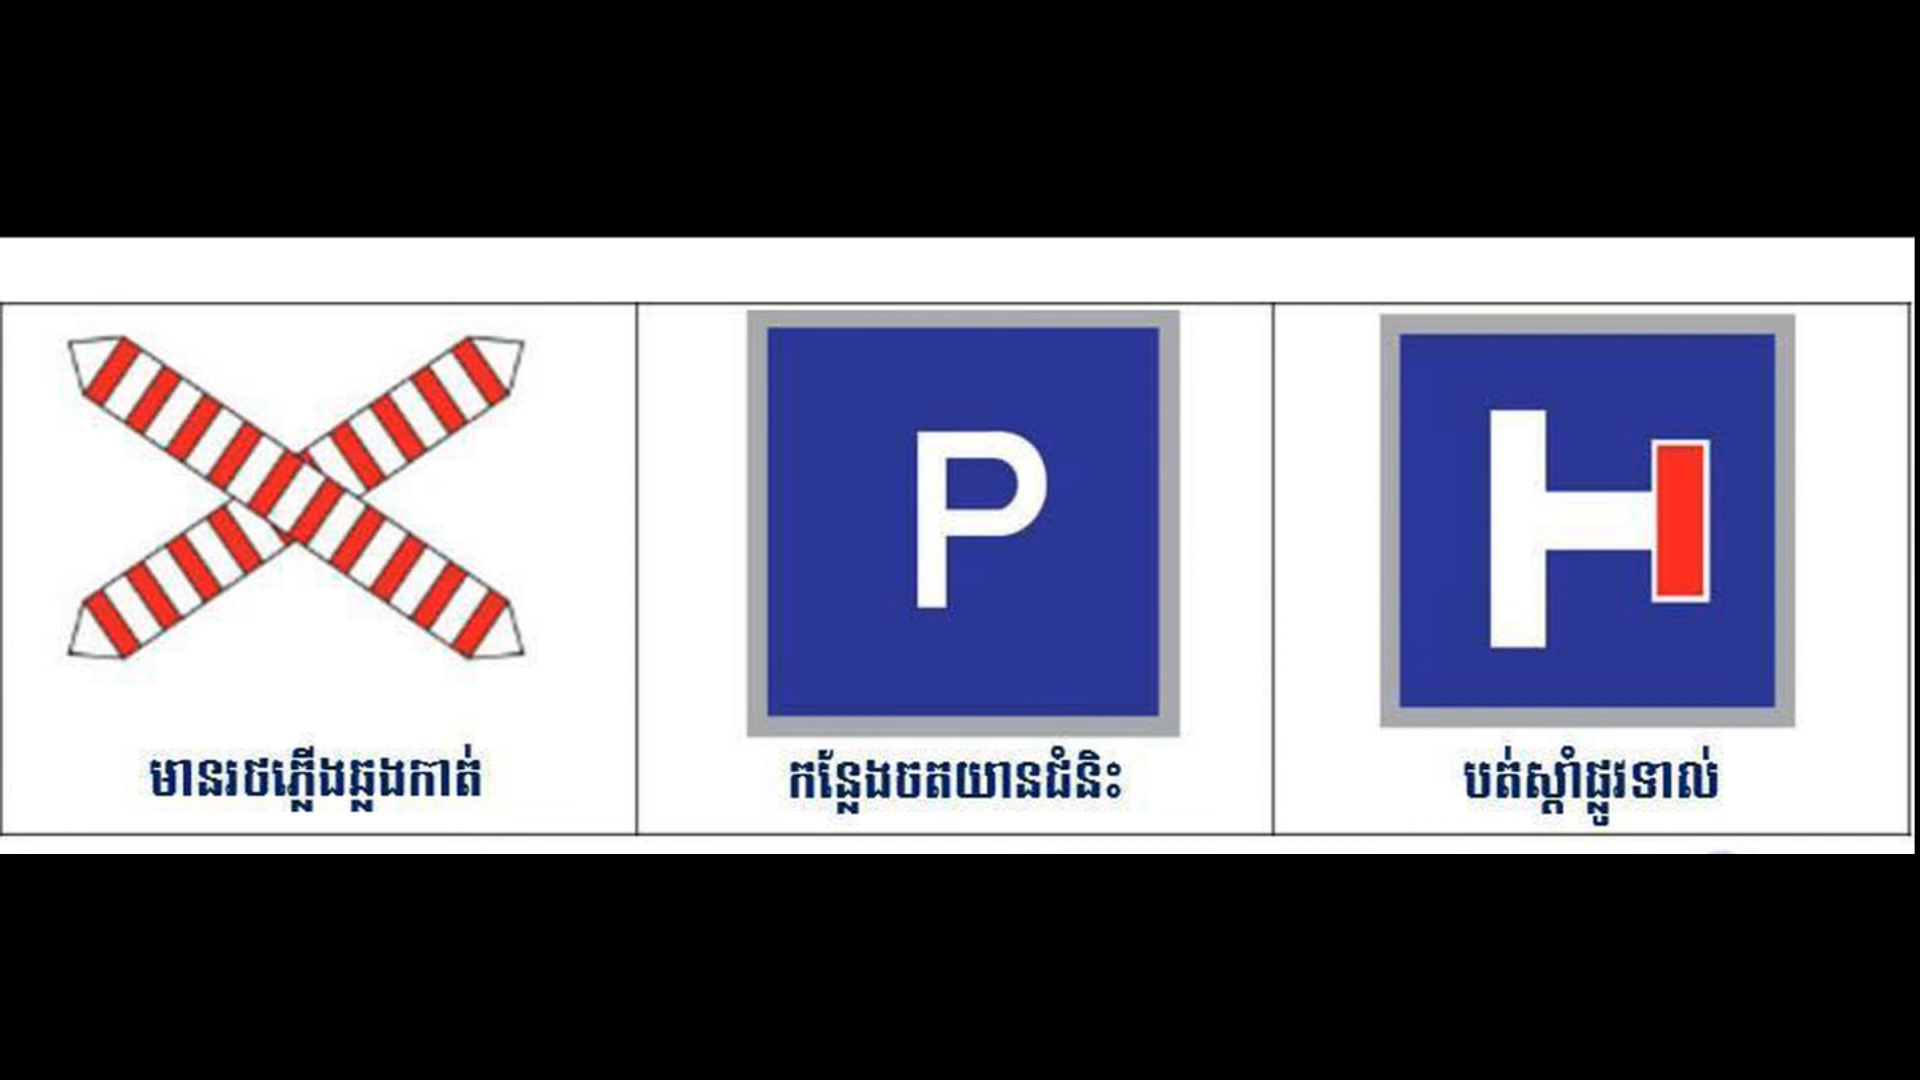 P
មានរថភ្លើងឆ្លងកាត់
កន្លែងចតយានជំនិះ
បត់ស្តាំផ្លូវទាល់